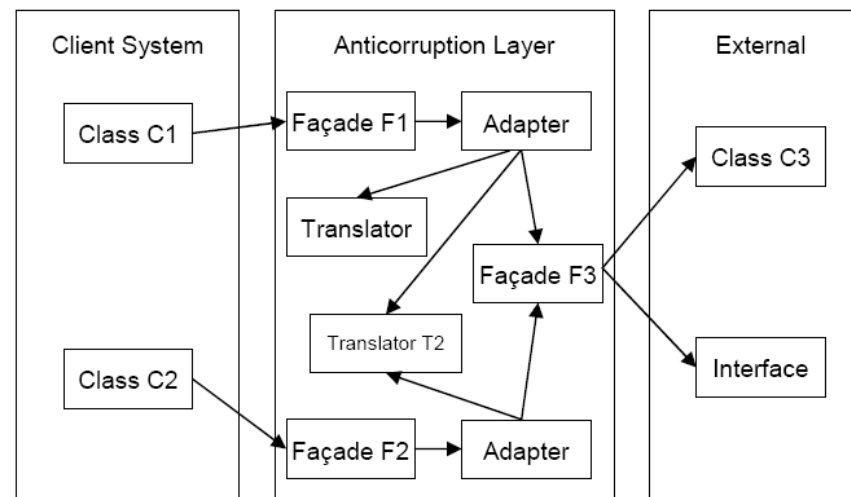 Client System
Anticorruption Layer
External
Class C1
Façade F1
Adapter
Class C3
Translator
Façade F3
Translator T2
Class C2
Interface
Façade F2
Adapter